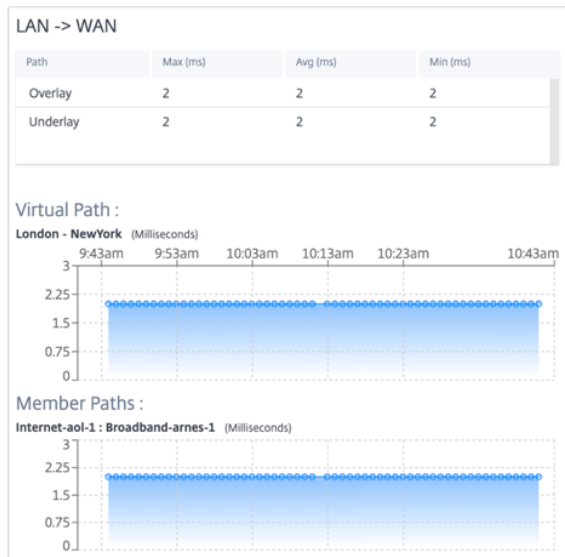 LAN -> WAN
Path Max (ms) Avg (ms) Min (ms)
Overlay 2 2 2
Underlay 2 2 2
Virtual Path :
London - NewYork (Milliseconds)
9:43am 9:53am 10:03am 10:13am 10:23am 10:43am
3
2.25
1.5
0.75
0
Member Paths :
Internet-aol-1 : Broadband-arnes-1 (Milliseconds)
3
2.25
1.5
0.75
0